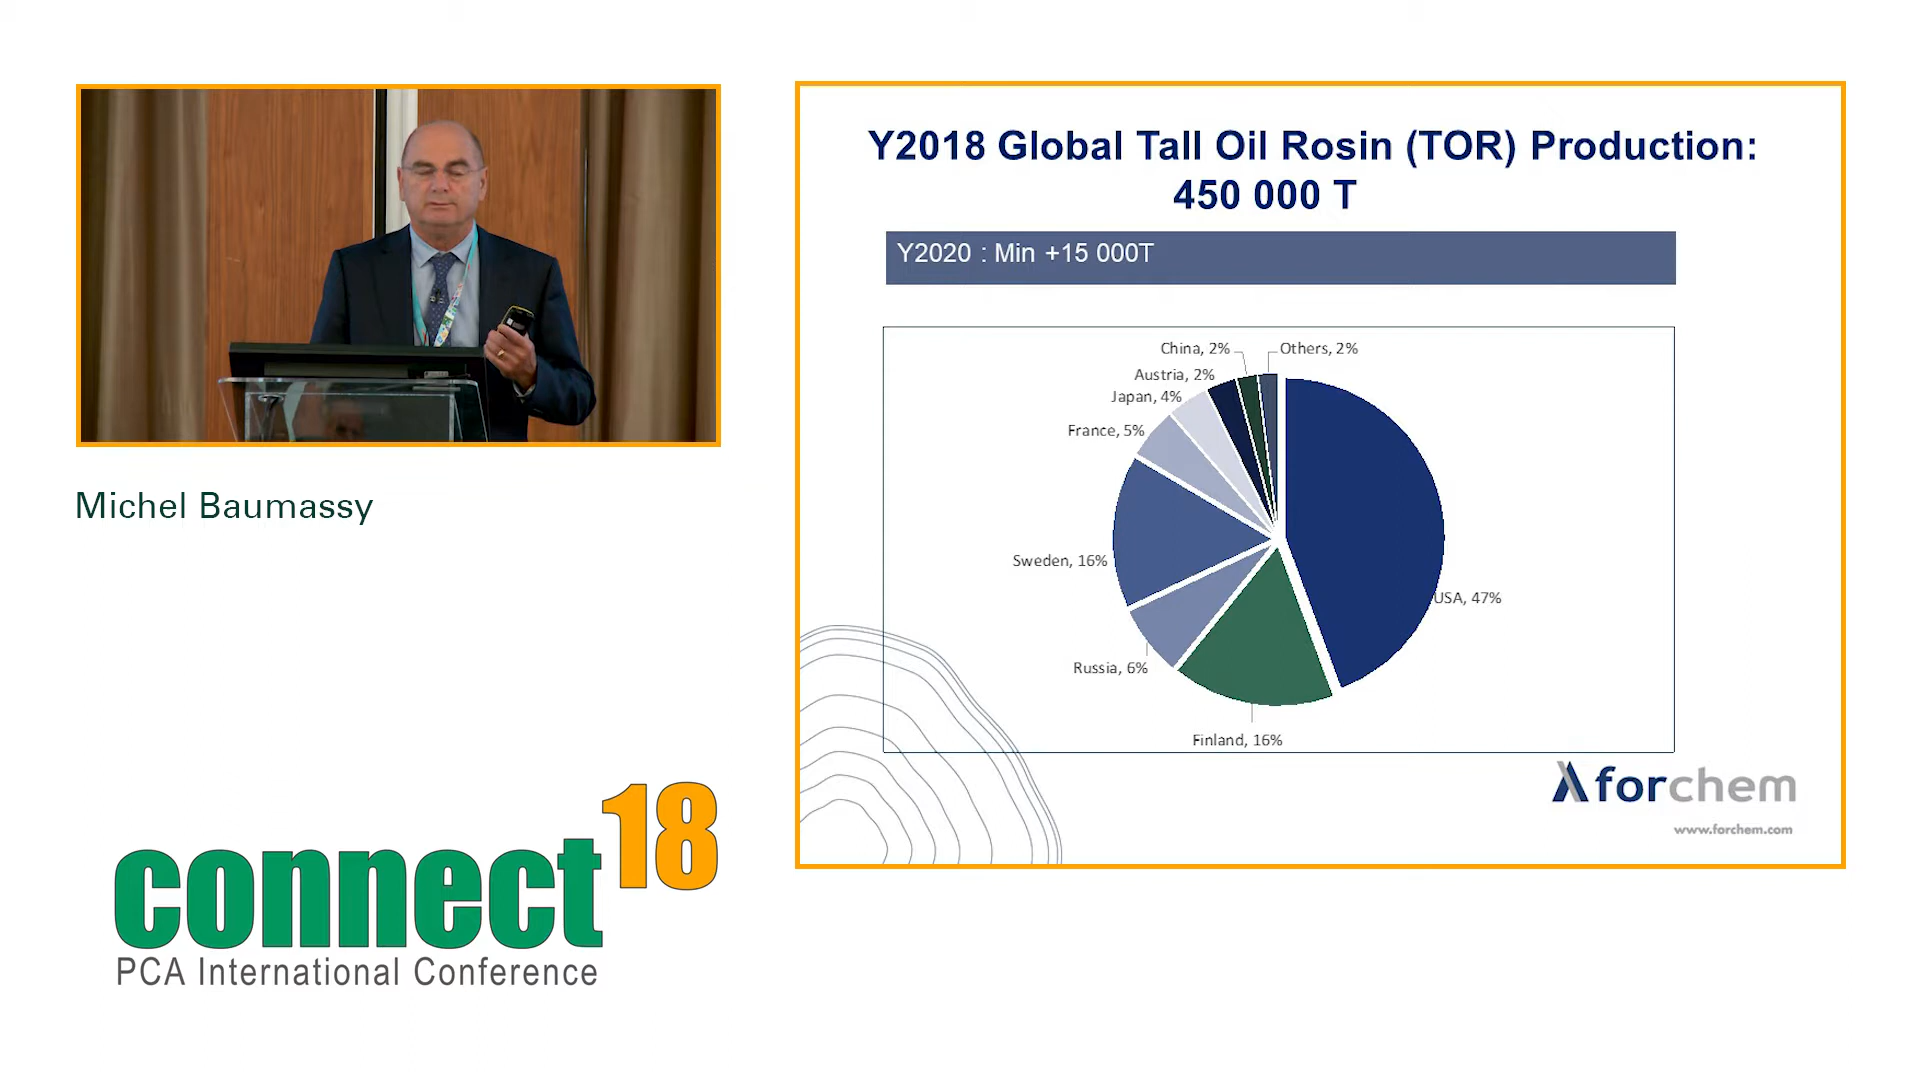 Michel Baumassy
connect18
PCA International Conference
Y2018 Global Tall Oil Rosin (TOR) Production:
450 000 T
Y2020 : Min +15 000T
China, 2%
Others, 2%
Austria, 2%
Japan, 4%
France, 5%
Sweden, 16%
USA, 47%
Russia, 6%
Finland, 16%
forchem
www.forchem.com